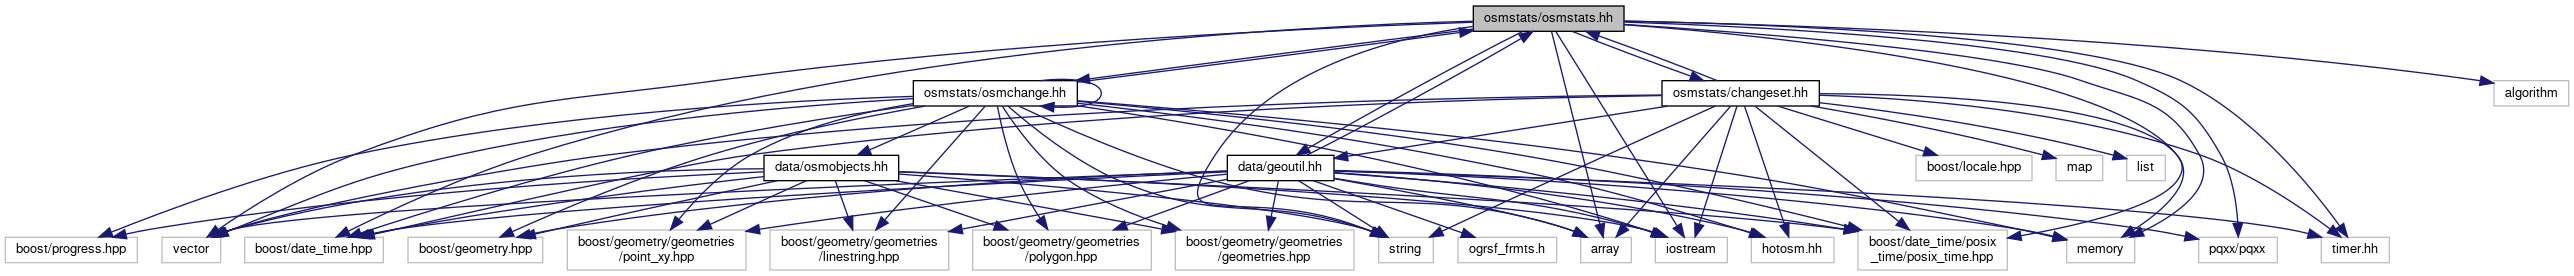 osmstats/osmstats.hh
osmstats/osmchange.hh
osmstats/changeset.hh
algorithm
data/osmobjects.hh
data/geoutil.hh
boost/locale.hpp
map
list
boost/progress.hpp
vector
boost/date_time.hpp
boost/geometry.hpp
boost/geometry/geometries
/point_xy.hpp
boost/geometry/geometries
/linestring.hpp
boost/geometry/geometries
/polygon.hpp
boost/geometry/geometries
/geometries.hpp
string
ogrsf_frmts.h
array
iostream
hotosm.hh
boost/date_time/posix
_time/posix_time.hpp
memory
pqxx/pqxx
timer.hh